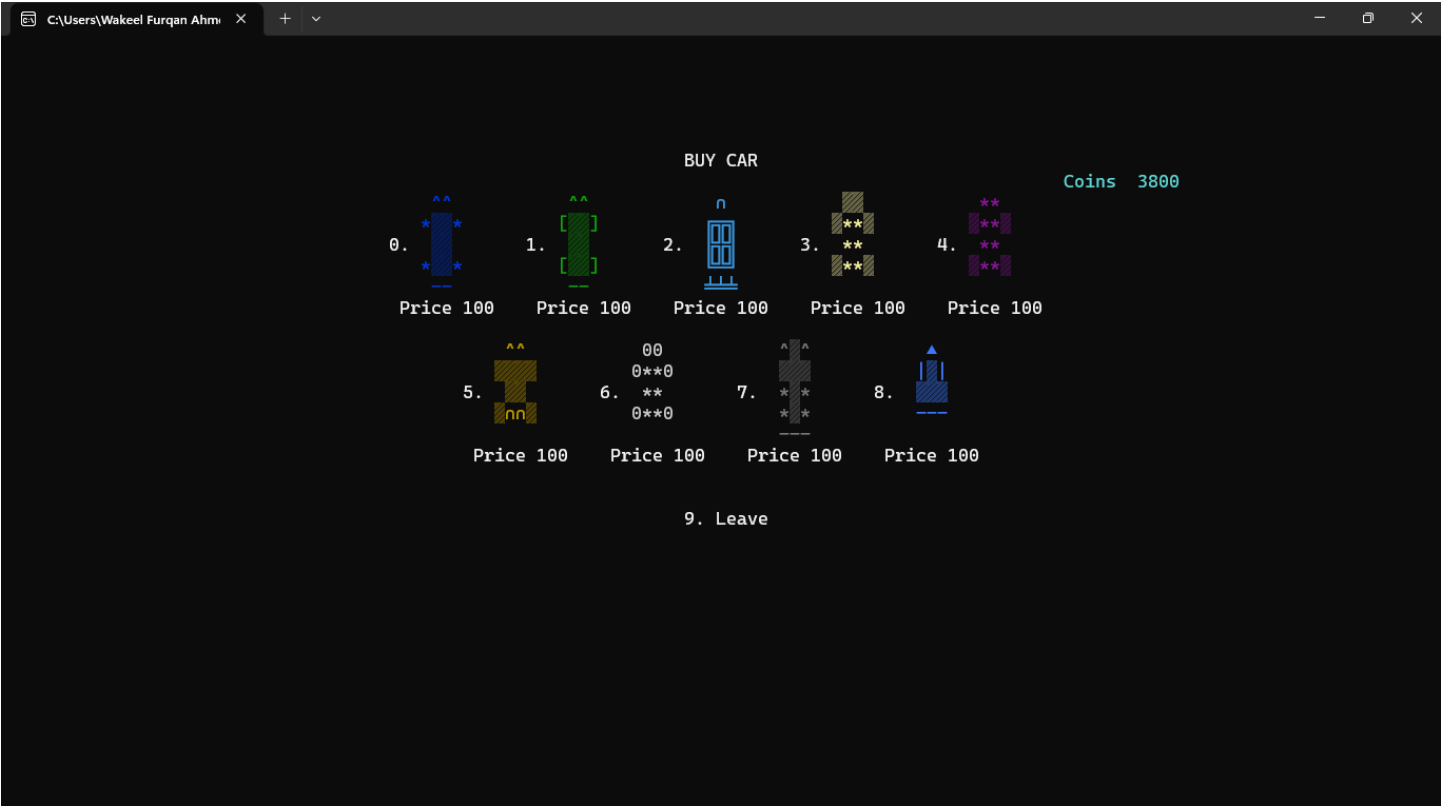 C:\Users\Wakeel Furqan Ahm
BUY CAR
Coins 3800
0. 1. 2. 3. 4.
Price 100 Price 100 Price 100 Price 100 Price 100
5. 6. 7. 8.
Price 100 Price 100 Price 100 Price 100
9. Leave